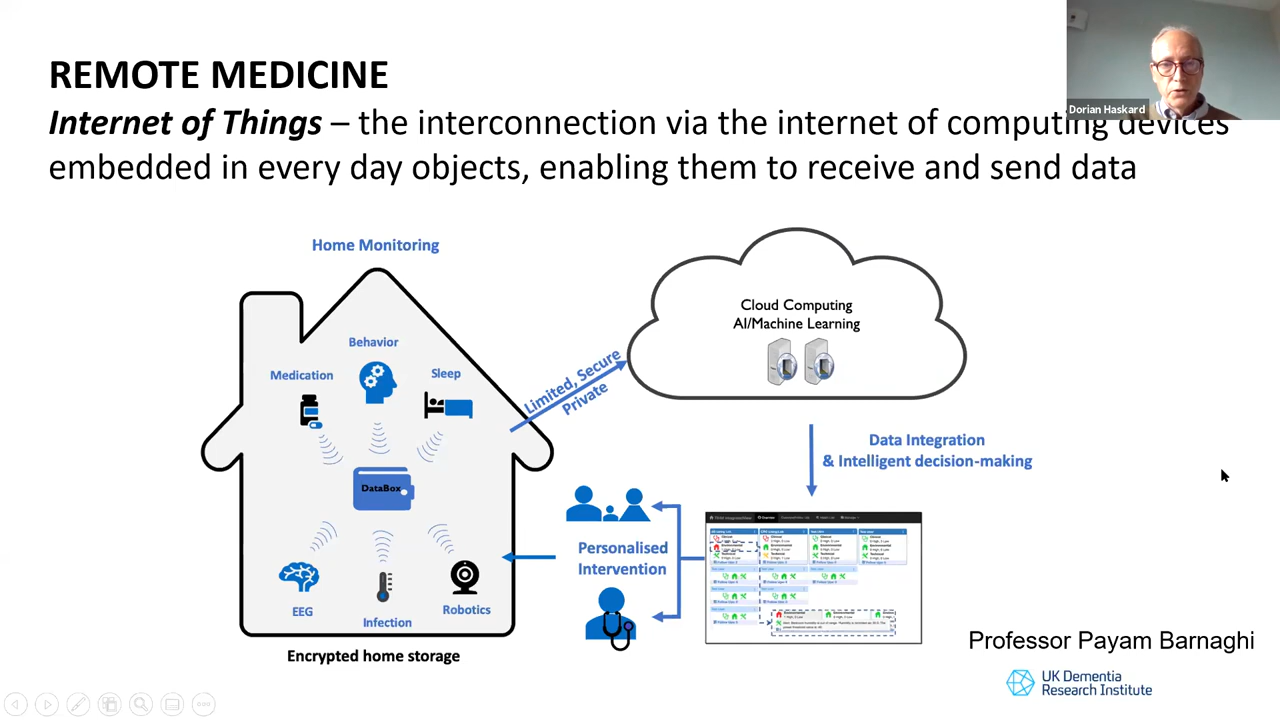 REMOTE MEDICINE
Dorian Haskard
Internet of Things – the interconnection via the internet of computing devices
embedded in every day objects, enabling them to receive and send data
Home Monitoring
Behavior
Medication
Sleep
DataBox
EEG
Infection
Robotics
Encrypted home storage
Limited, Secure
Private
Cloud Computing
AI/Machine Learning
Data Integration
& Intelligent decision-making
Personalised
Intervention
Professor Payam Barnaghi
UK Dementia
Research Institute